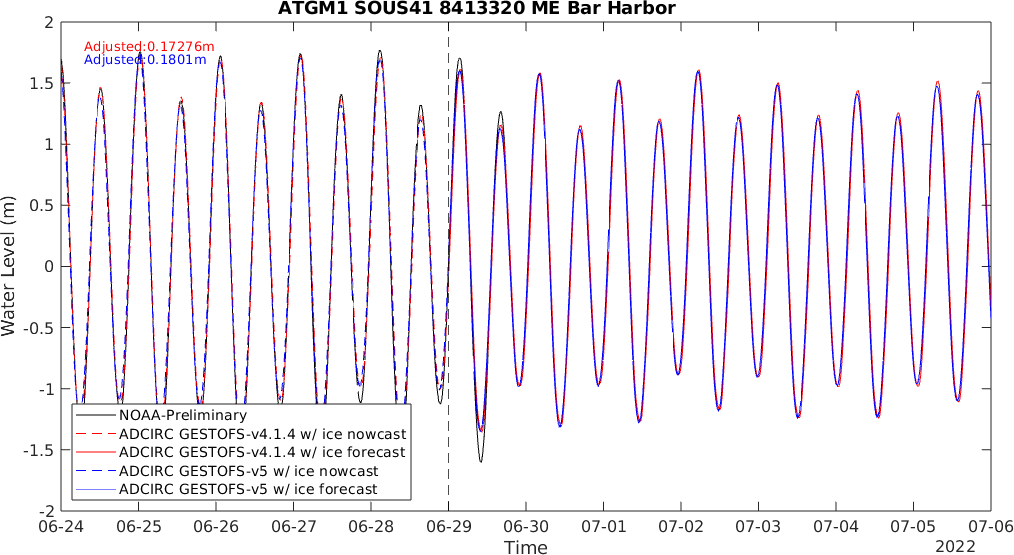 ATGM1 SOUS41 8413320 ME Bar Harbor
Adjusted:0.17276m
Adjusted:0.1801m
Water Level (m)
2
1.5
1
0.5
0
-0.5
-1
-1.5
-2
NOAA-Preliminary
ADCIRC GESTOFS-v4.1.4 w/ ice nowcast
ADCIRC GESTOFS-v4.1.4 w/ ice forecast
ADCIRC GESTOFS-v5 w/ ice nowcast
ADCIRC GESTOFS-v5 w/ ice forecast
06-24 06-25 06-26 06-27 06-28 06-29 06-30 07-01 07-02 07-03 07-04 07-05 07-06
Time
2022